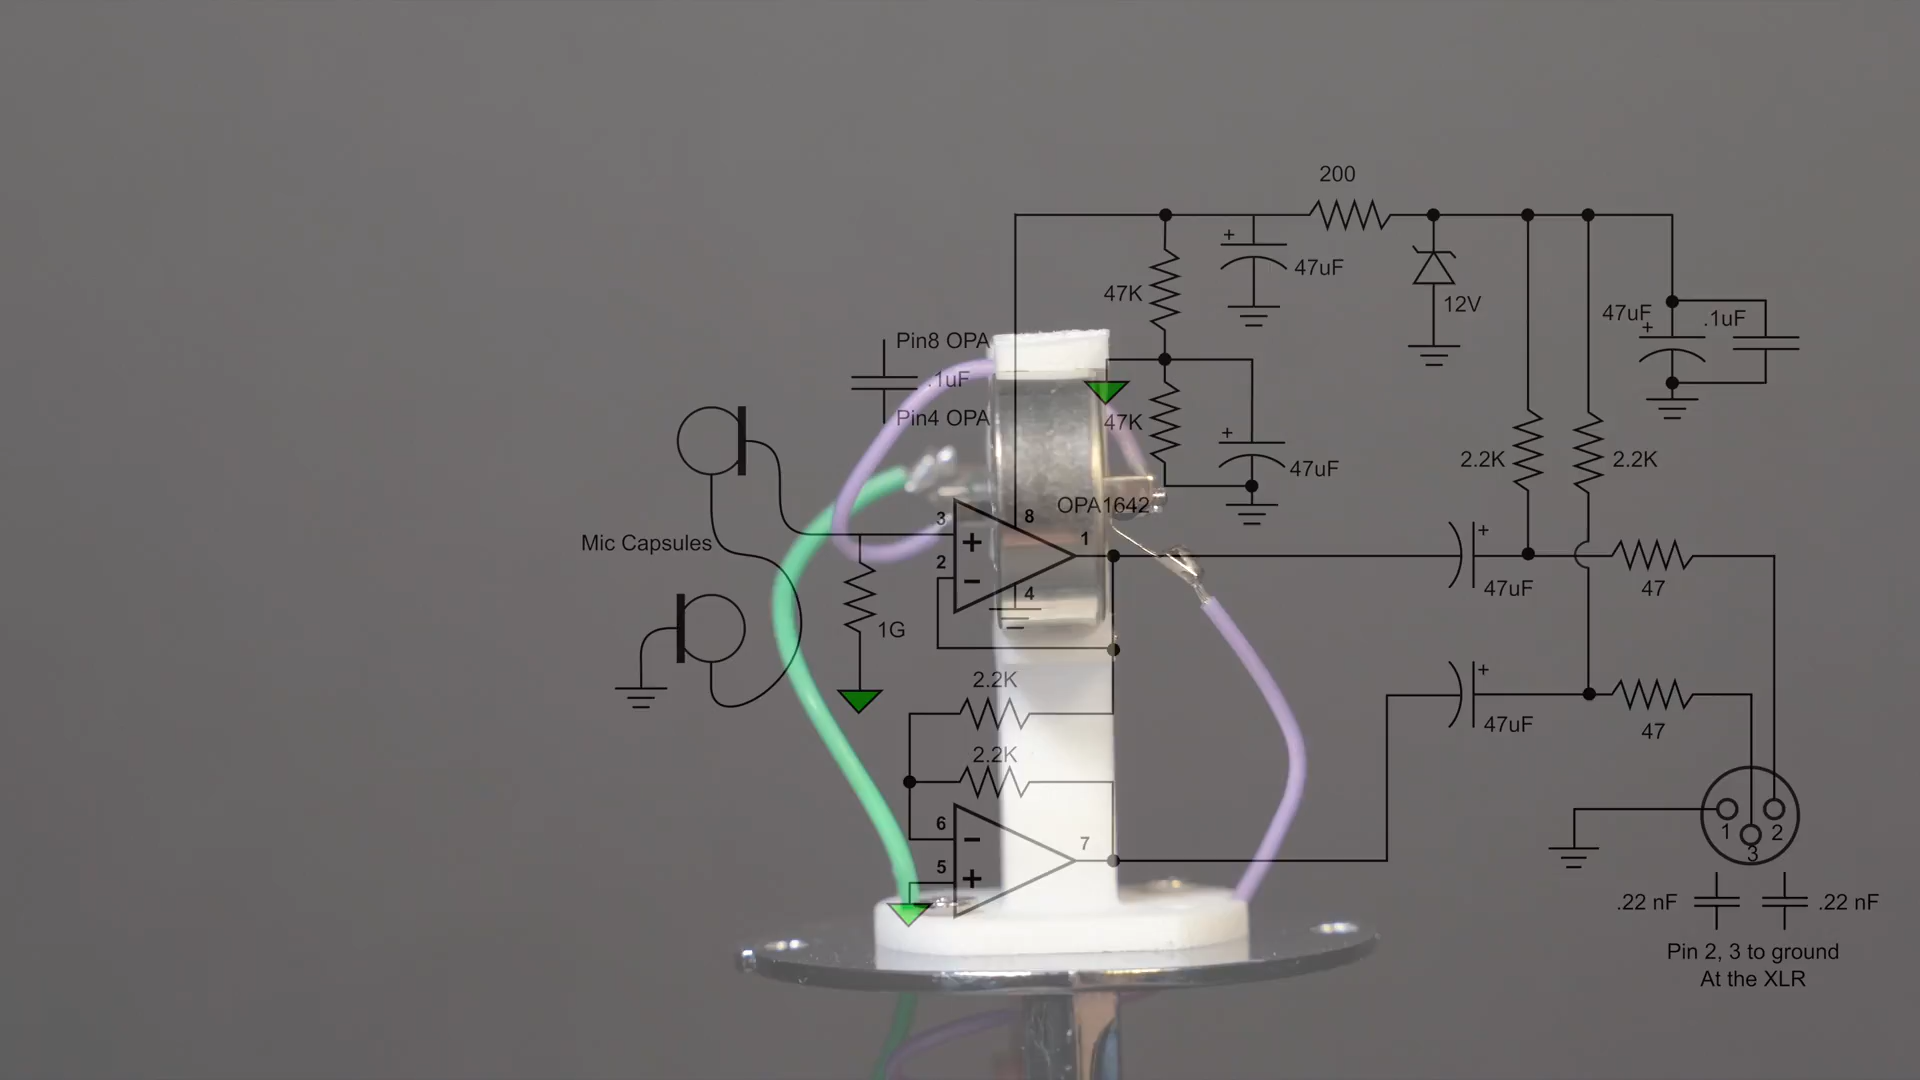 200
+
47uF
47K
12V
47uF
+
.1uF
Pin8 OPA
.1uF
Pin4 OPA
47K
+
47uF
2.2K
2.2K
OPA1642
3
8
+
1
2
-
4
Mic Capsules
1G
+
47uF
47
2.2K
+
47uF
47
2.2K
6
-
7
5
+
1
2
3
.22 nF
.22 nF
Pin 2, 3 to ground
At the XLR